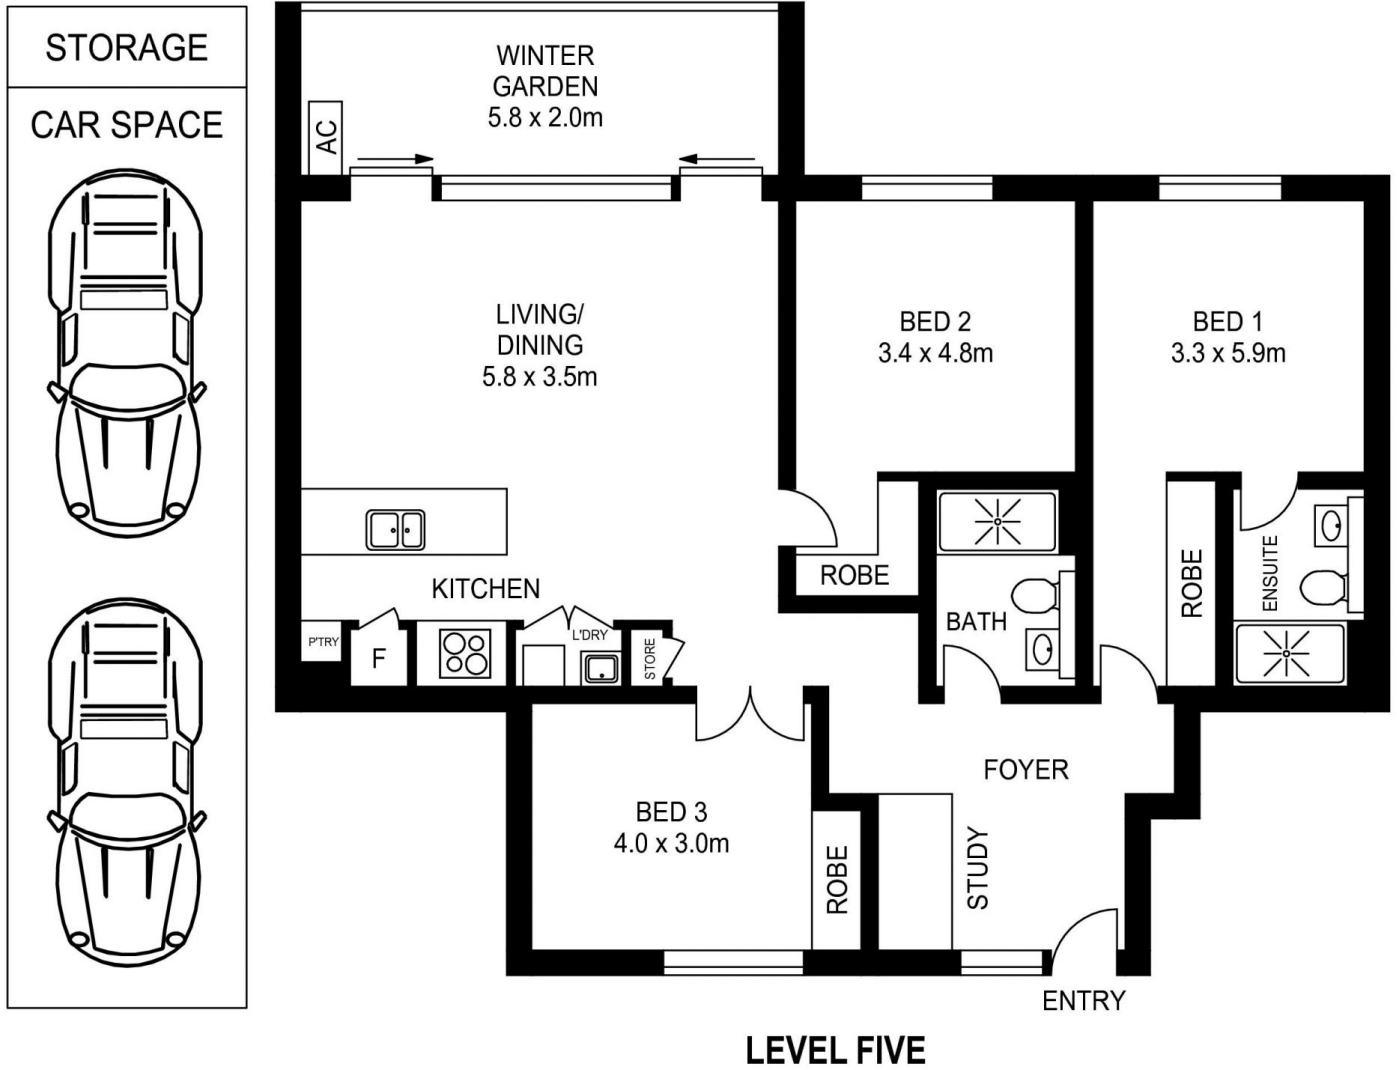 STORAGE
CAR SPACE
WINTER
GARDEN
5.8 x 2.0m
AC
LIVING/
DINING
5.8 x 3.5m
BED 2
3.4 x 4.8m
BED 1
3.3 x 5.9m
KITCHEN
ROBE
BATH
ROBE
ENSUITE
P'TRY
F
L'DRY
STORE
FOYER
BED 3
4.0 x 3.0m
ROBE
STUDY
ENTRY
LEVEL FIVE